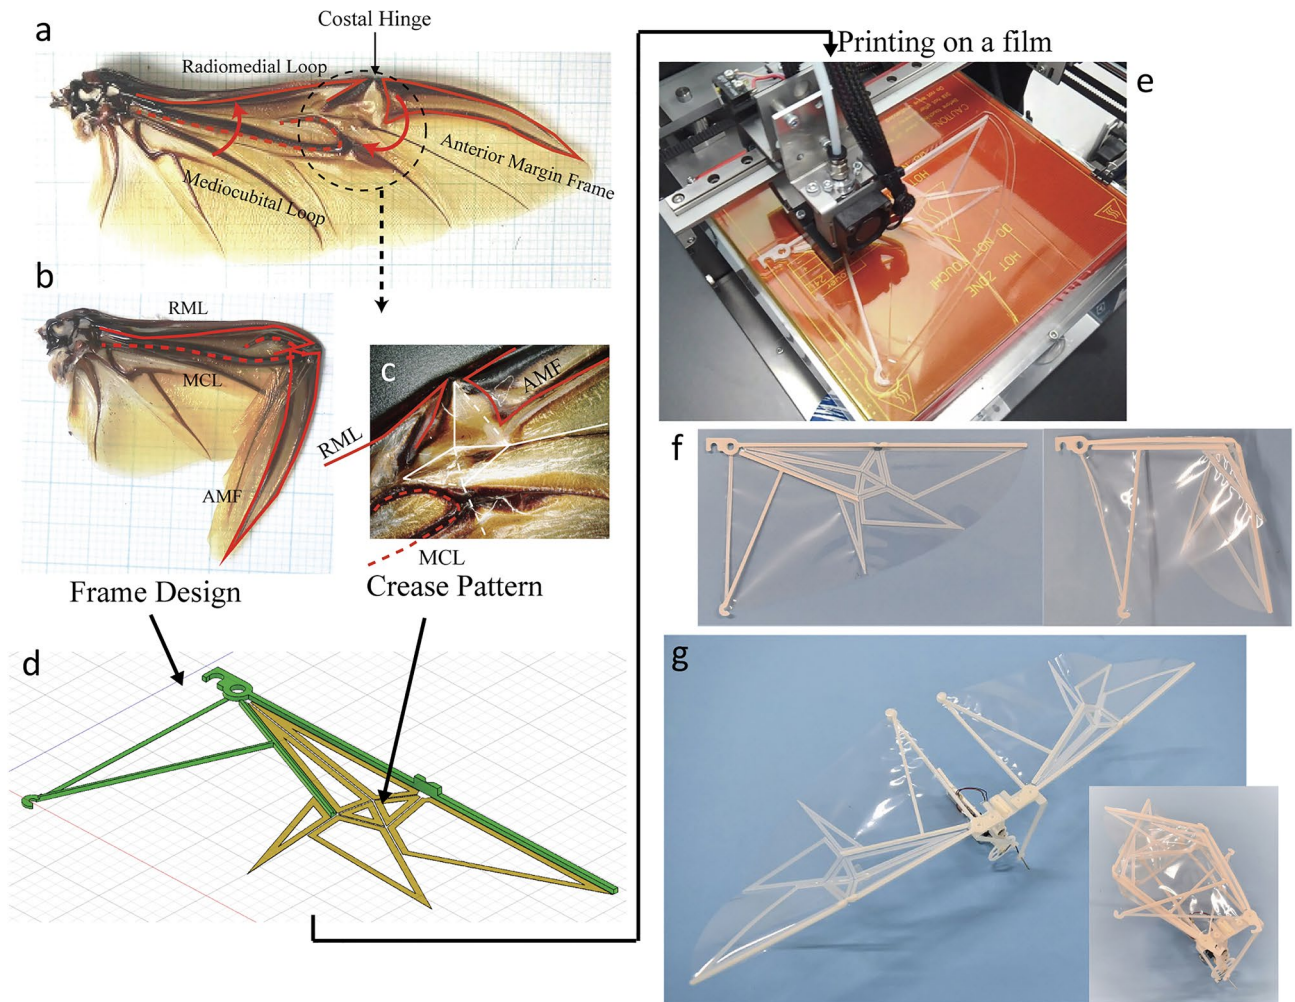 a
Costal Hinge
Radiomedial Loop
Anterior Margin Frame
Mediocubital Loop
b
RML
MCL
AMF
c
AMF
RML
MCL
Frame Design
Crease Pattern
d
Printing on a film
e
CAUTION
HOT ZONE
DO NOT TOUCH!
f
g